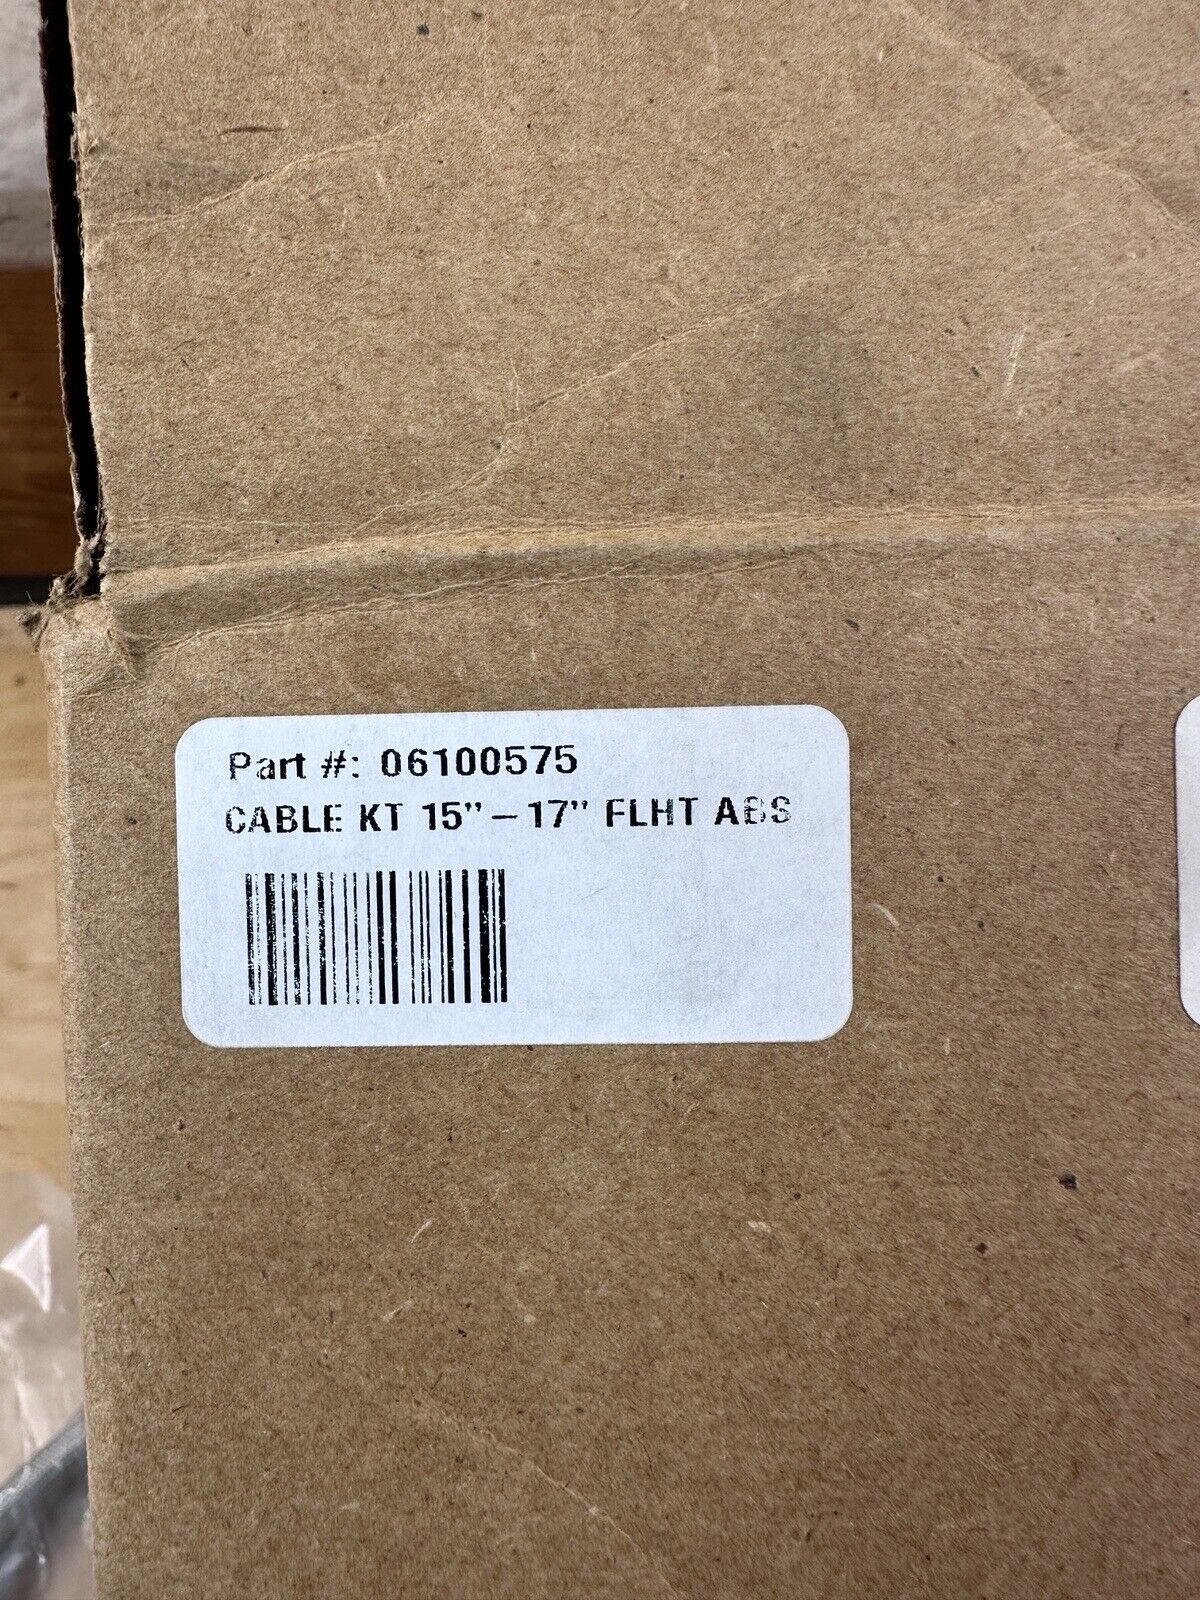 Part #: 06100575
CABLE KT 15"-17" FLHT ABS